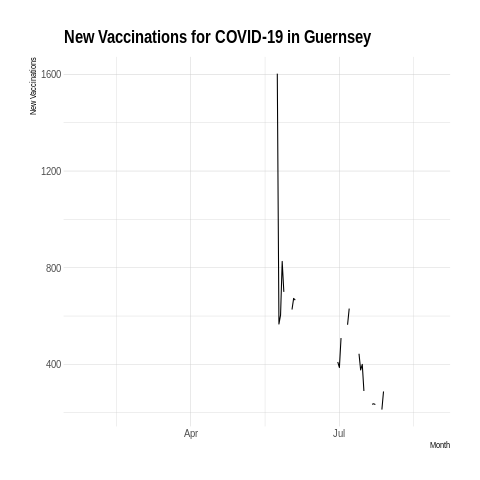 New Vaccinations for COVID-19 in Guernsey
New Vaccinations
1600
1200
800
400
Apr
Jul
Month